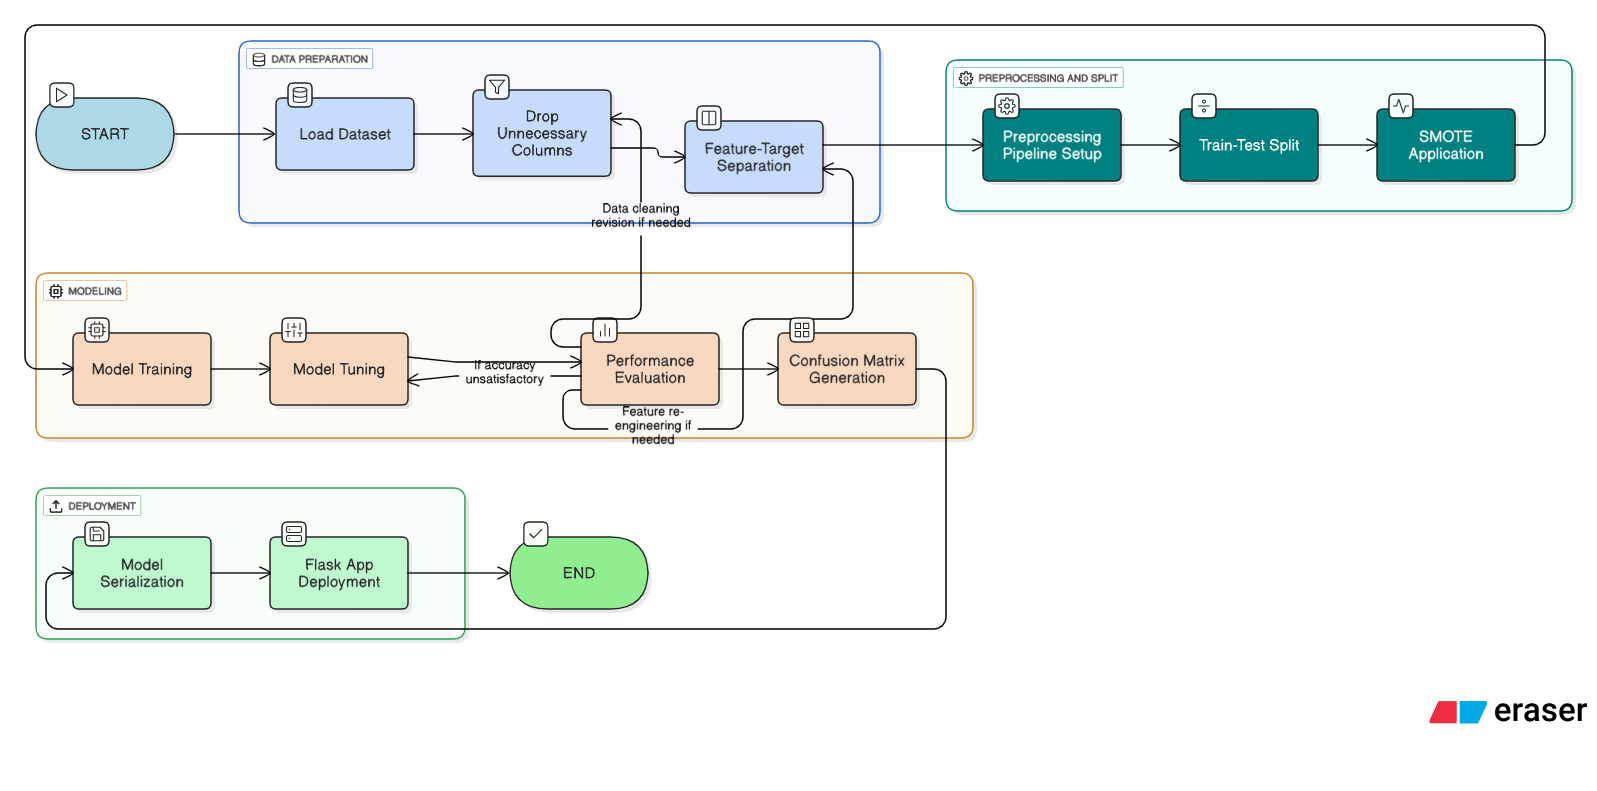 START
DATA PREPARATION
Load Dataset
Drop
Unnecessary
Columns
Feature-Target
Separation
Data cleaning
revision if needed
PREPROCESSING AND SPLIT
Preprocessing
Pipeline Setup
Train-Test Split
SMOTE
Application
MODELING
Model Training
Model Tuning
If accuracy
unsatisfactory
Performance
Evaluation
Feature re-
engineering if
needed
Confusion Matrix
Generation
DEPLOYMENT
Model
Serialization
Flask App
Deployment
END
eraser